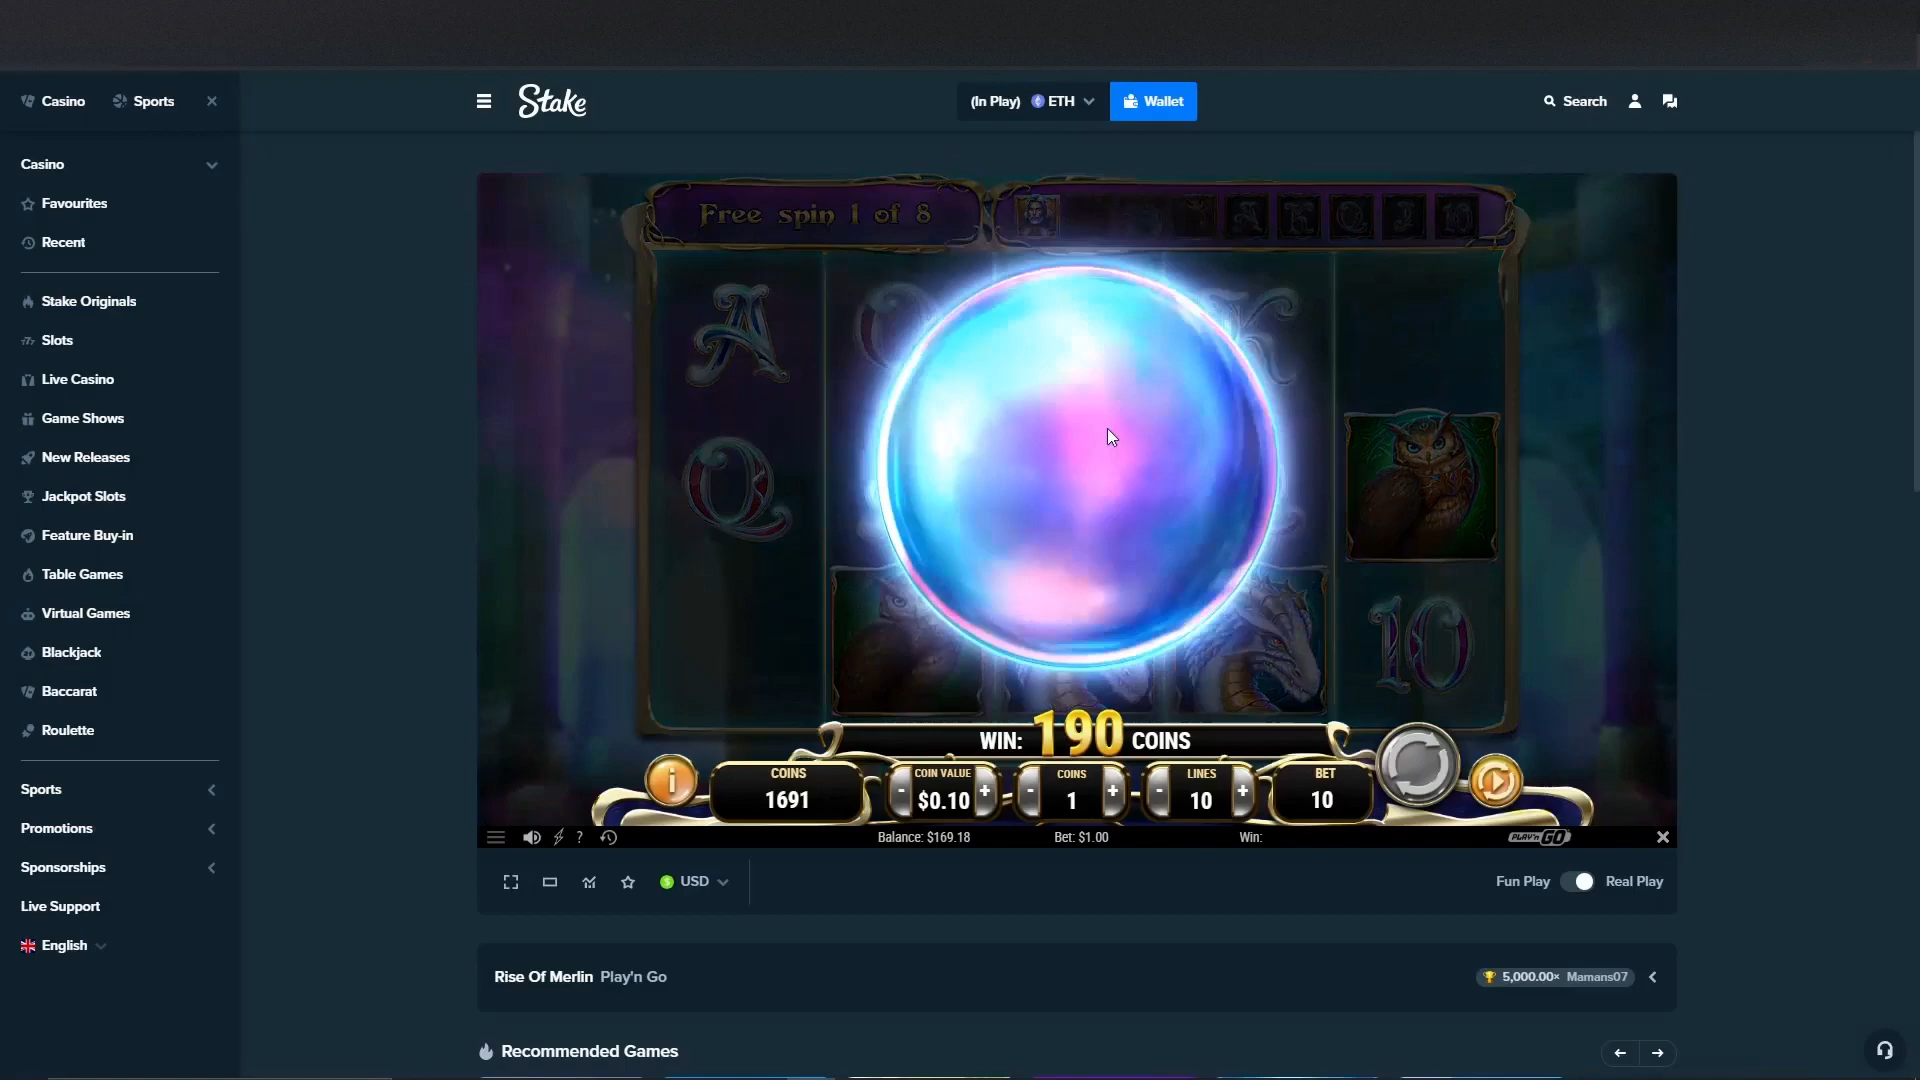 Casino
Sports
Stake
(In Play) ETH
Wallet
Search
Casino
Favourites
Recent
Stake Originals
Slots
Live Casino
Game Shows
New Releases
Jackpot Slots
Feature Buy-in
Table Games
Virtual Games
Blackjack
Baccarat
Roulette
Sports
Promotions
Sponsorships
Live Support
English
Free spin 1 of 8
A K Q J 10
A
K
Q
10
WIN: 190 COINS
COINS
1691
COIN VALUE
- $0.10 +
COINS
- 1 +
LINES
- 10 +
BET
10
Balance: $169.18
Bet: $1.00
Win:
PLAY'n GO
USD
Fun Play
Real Play
Rise Of Merlin Play'n Go
5,000.00× Mamans07
Recommended Games